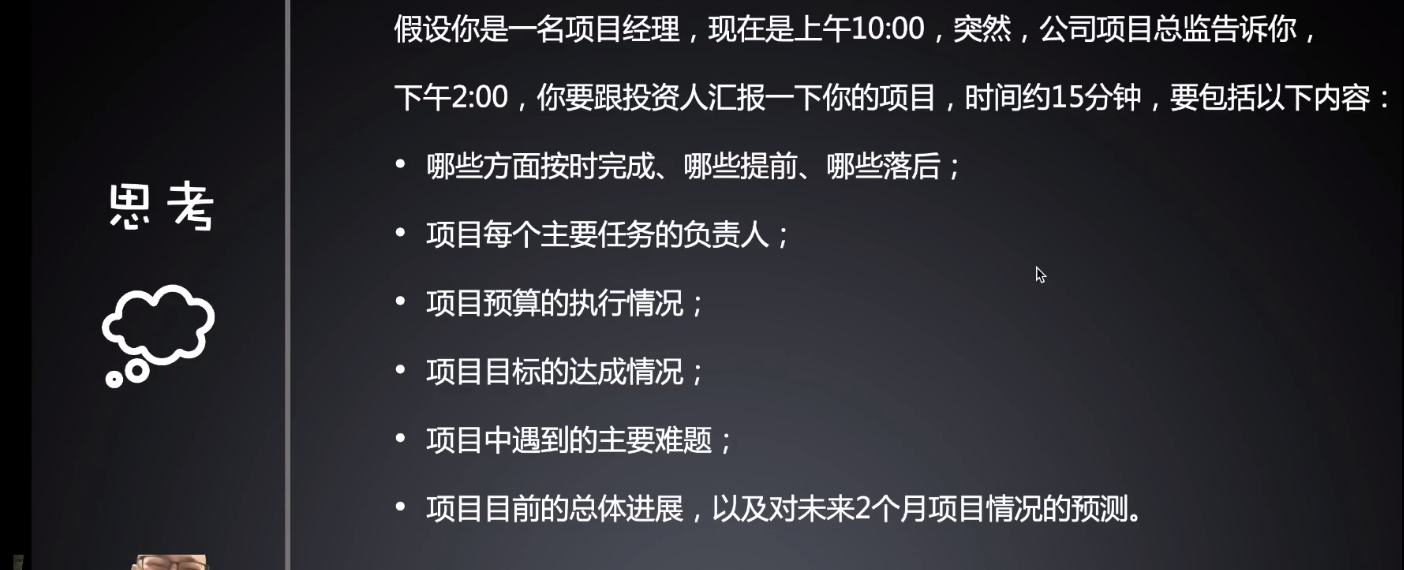 假设你是一名项目经理，现在是上午10:00，突然，公司项目总监告诉你，
下午2:00，你要跟投资人汇报一下你的项目，时间约15分钟，要包括以下内容：
• 哪些方面按时完成、哪些提前、哪些落后；
思考
• 项目每个主要任务的负责人；
• 项目预算的执行情况；
• 项目目标的达成情况；
• 项目中遇到的主要难题；
• 项目目前的总体进展，以及对未来2个月项目情况的预测。